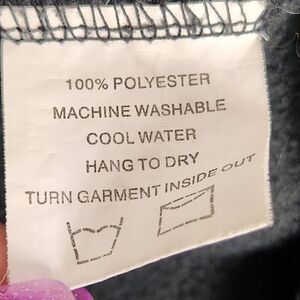 100% POLYESTER
MACHINE WASHABLE
COOL WATER
HANG TO DRY
TURN GARMENT INSIDE OUT